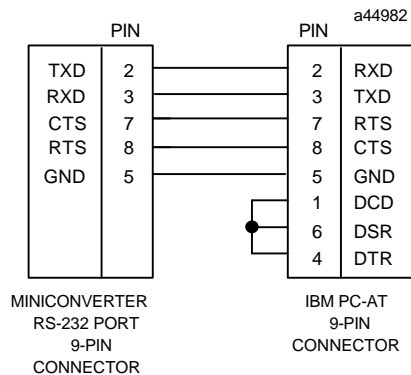 a44982
PIN PIN
TXD 2 2 RXD
RXD 3 3 TXD
CTS 7 7 RTS
RTS 8 8 CTS
GND 5 5 GND
1 DCD
6 DSR
4 DTR
MINICONVERTER
RS-232 PORT
9-PIN
CONNECTOR
IBM PC-AT
9-PIN
CONNECTOR